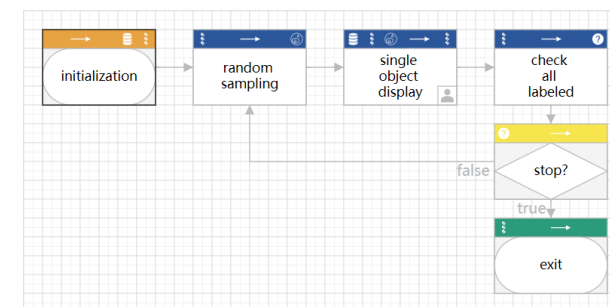 initialization
random
sampling
single
object
display
check
all
labeled
?
?
false
stop?
true
exit